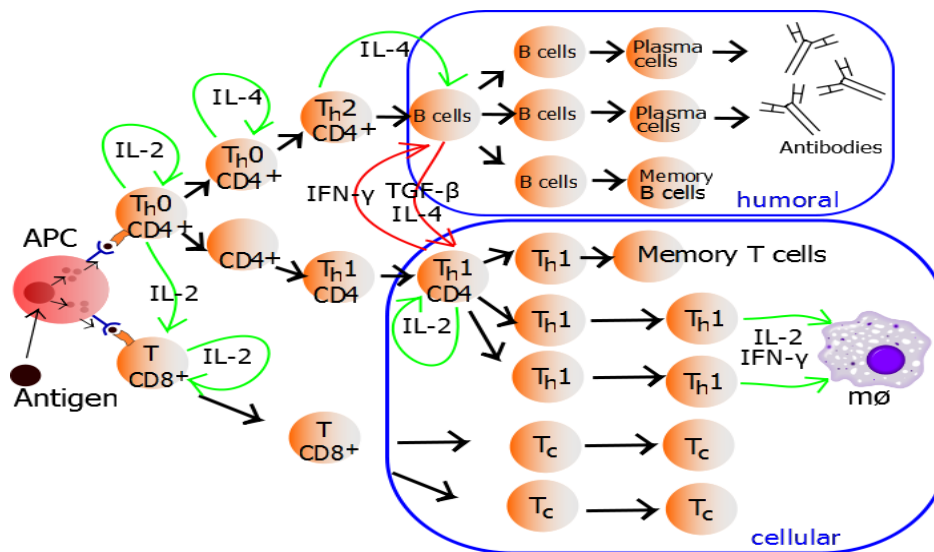 IL-4
B cells
Plasma
cells
IL-4
Th2
CD4+
B cells
B cells
Plasma
cells
Antibodies
IL-2
Th0
CD4+
IFN-γ
TGF-β
IL-4
B cells
Memory
B cells
humoral
Th0
CD4+
APC
CD4+
Th1
CD4
Th1
CD4
Th1
Memory T cells
IL-2
IL-2
Th1
Th1
IL-2
IFN-γ
T
CD8+
IL-2
Th1
Th1
mø
Antigen
T
CD8+
Tc
Tc
Tc
Tc
cellular